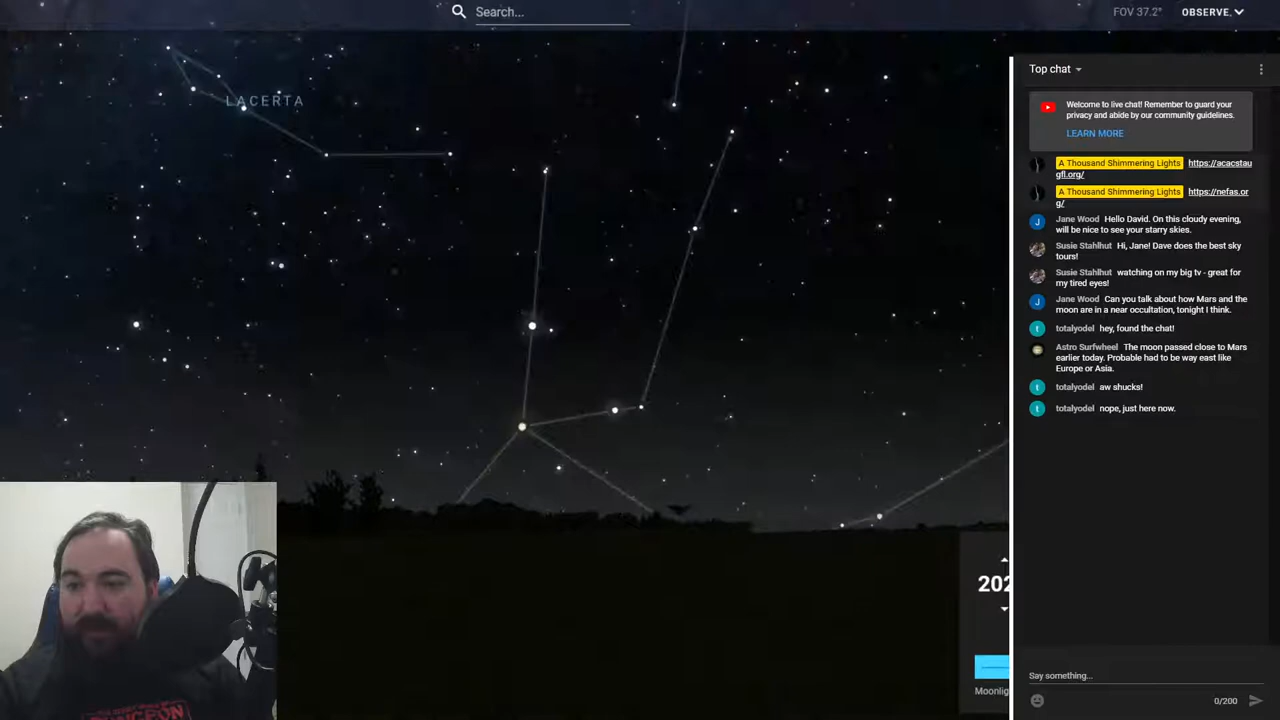 Search...
FOV 37.2°
OBSERVE
LACERTA
Top chat
Welcome to live chat! Remember to guard your
privacy and abide by our community guidelines.
LEARN MORE
A Thousand Shimmering Lights https://acacstau
gfl.org/
A Thousand Shimmering Lights https://nefas.or
g/
J
Jane Wood Hello David. On this cloudy evening,
will be nice to see your starry skies.
Susie Stahlhut Hi, Jane! Dave does the best sky
tours!
Susie Stahlhut watching on my big tv - great for
my tired eyes!
J
Jane Wood Can you talk about how Mars and the
moon are in a near occultation, tonight I think.
t
totalyodel hey, found the chat!
Astro Surfwheel The moon passed close to Mars
earlier today. Probable had to be way east like
Europe or Asia.
t
totalyodel aw shucks!
t
totalyodel nope, just here now.
202
Moonlig
Say something...
0/200